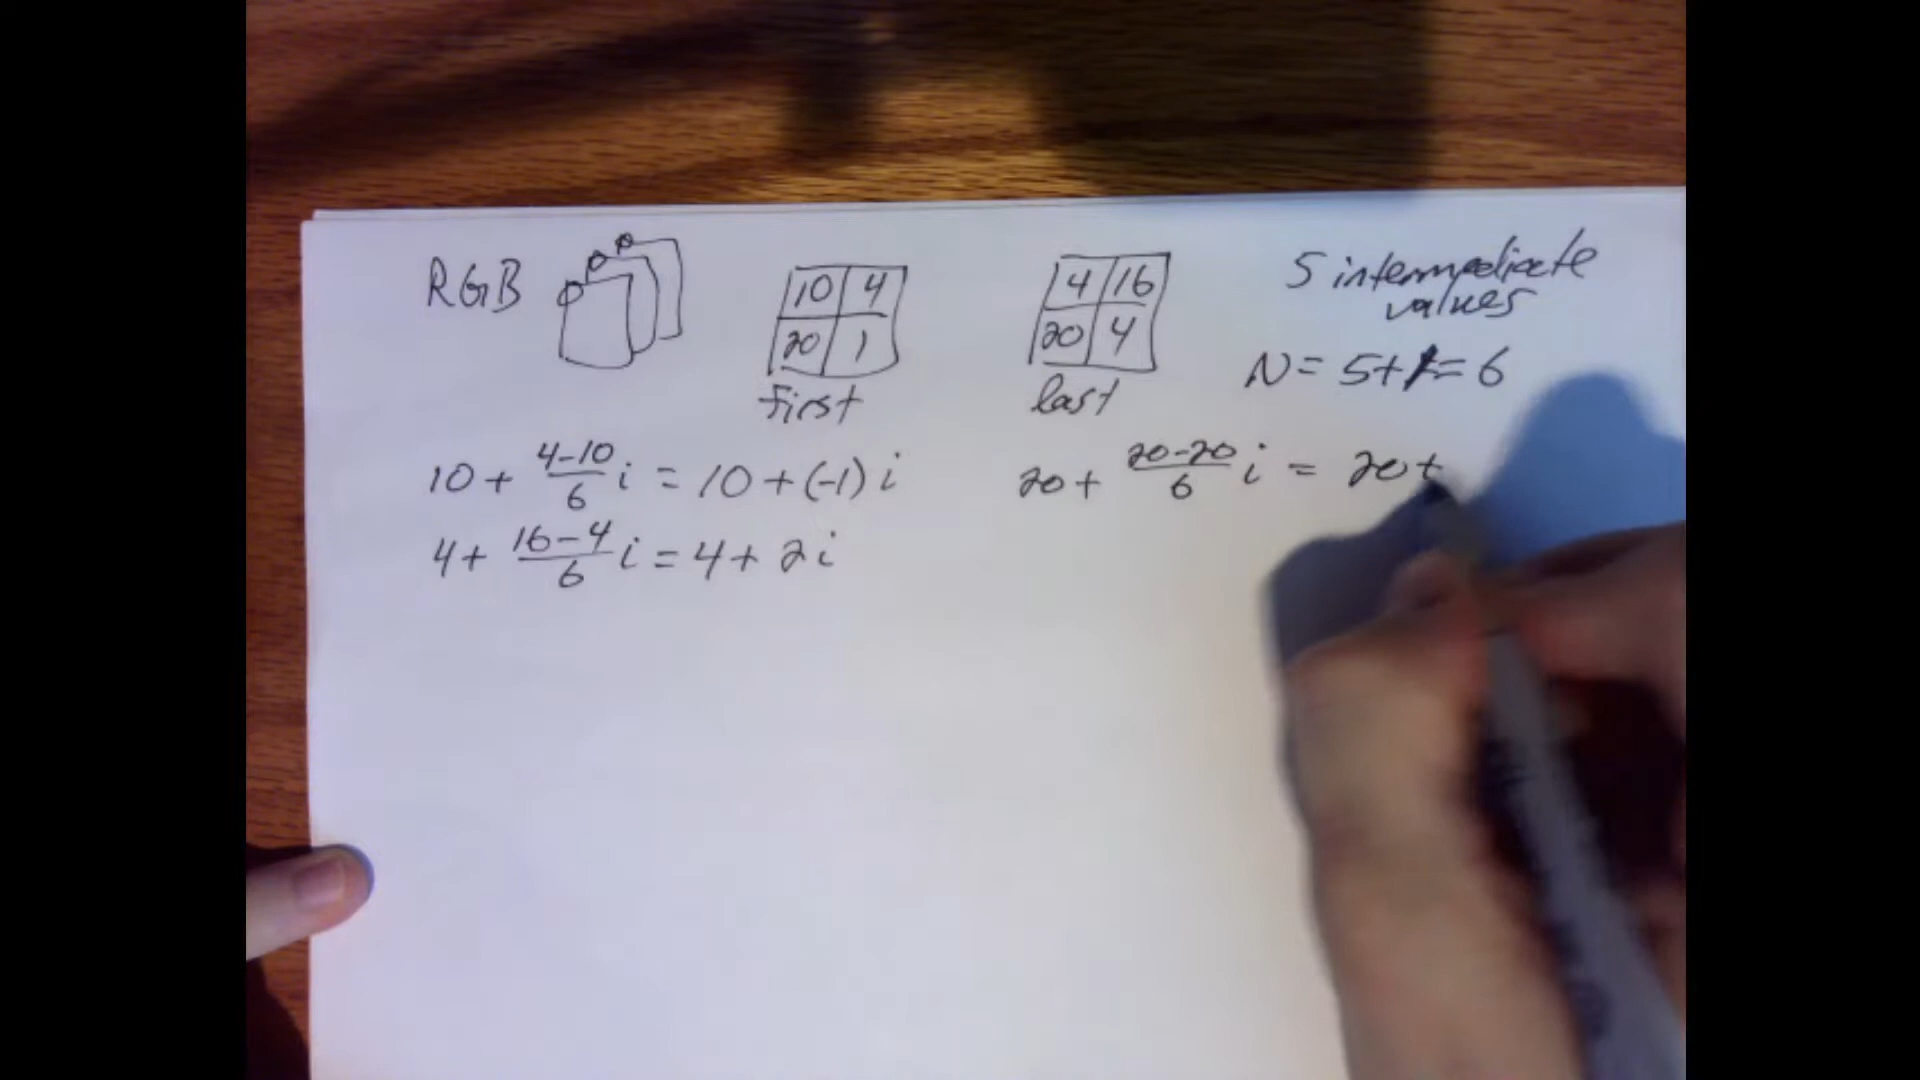 RGB
10 4
20 1
first
4 16
20 4
last
5 intermediate
values
N = 5+1 = 6
10 + (4-10)/6 i = 10 + (-1) i
4 + (16-4)/6 i = 4 + 2 i
20 + (20-20)/6 i = 20 +